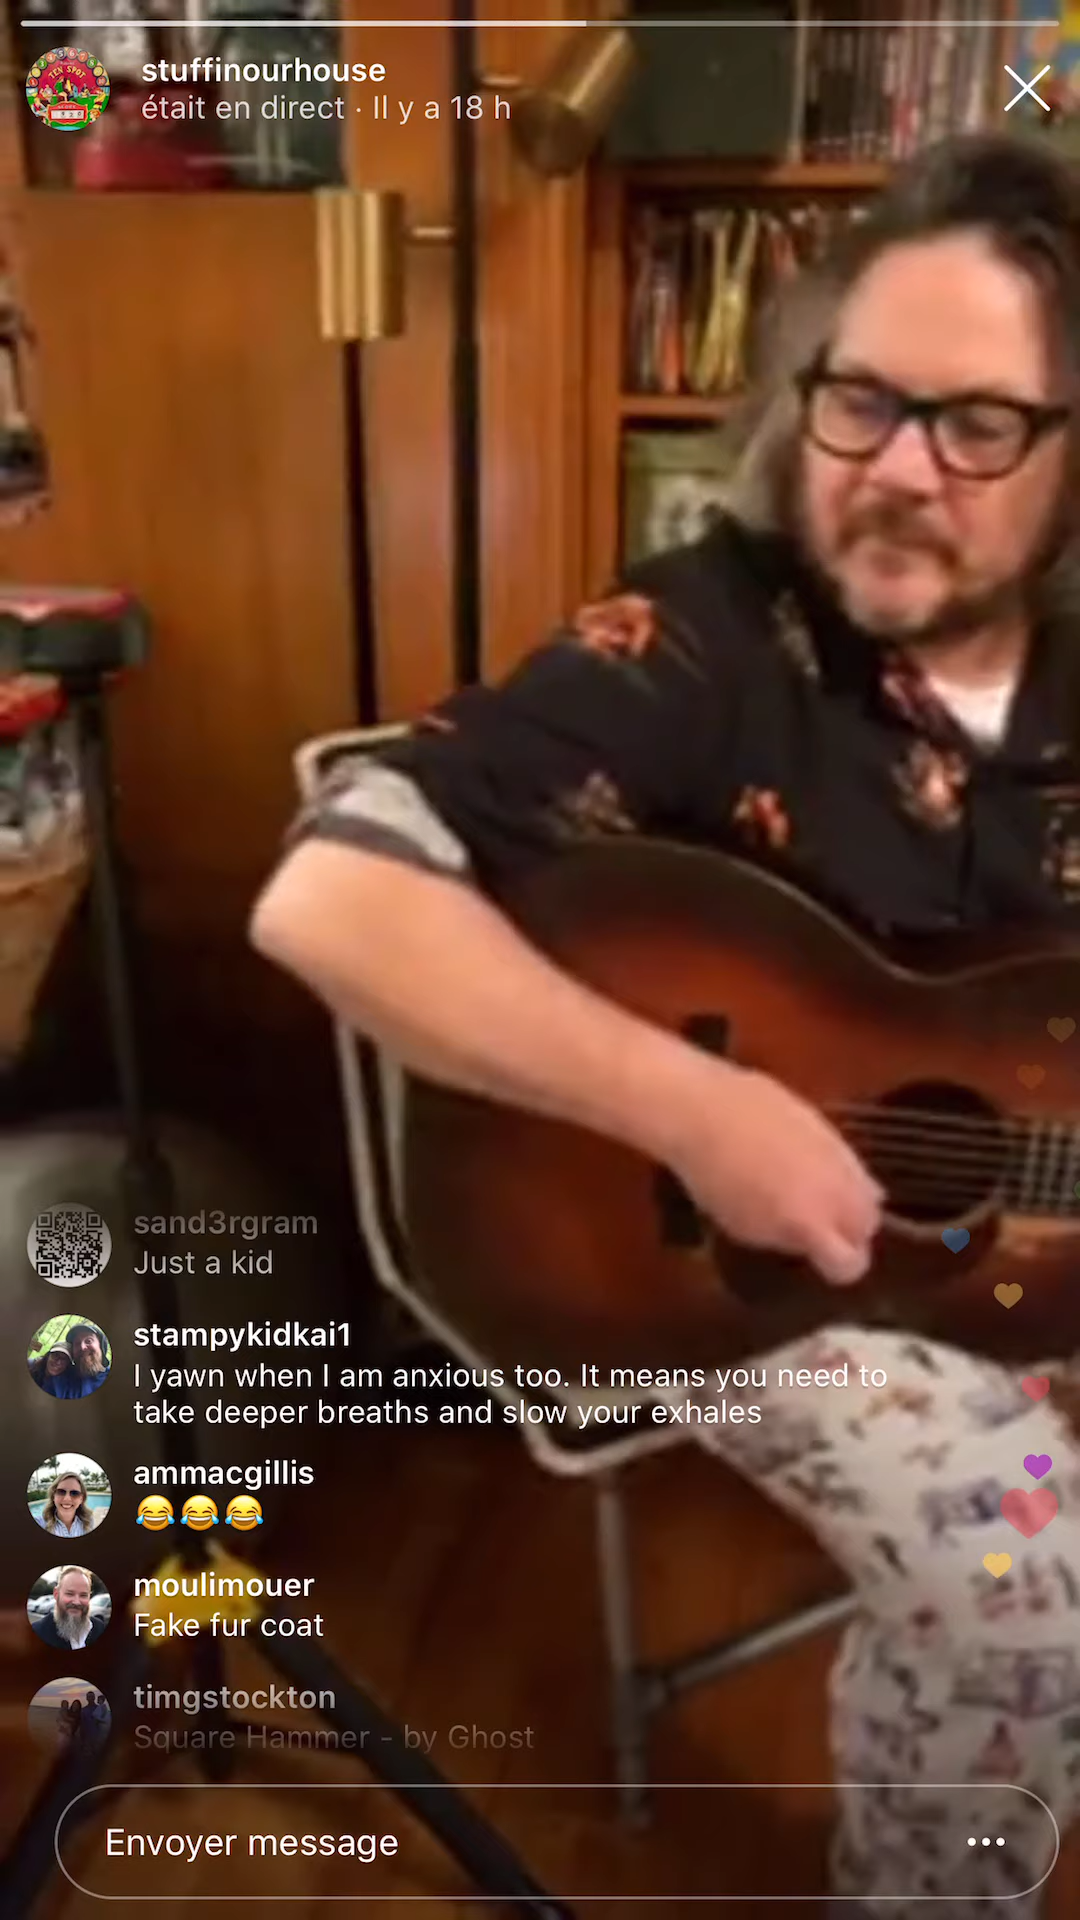 stuffinourhouse
était en direct · Il y a 18 h
TEN SPOT
sand3rgram
Just a kid
stampykidkai1
I yawn when I am anxious too. It means you need to
take deeper breaths and slow your exhales
ammacgillis
😂😂😂
moulimouer
Fake fur coat
timgstockton
Square Hammer - by Ghost
Envoyer message